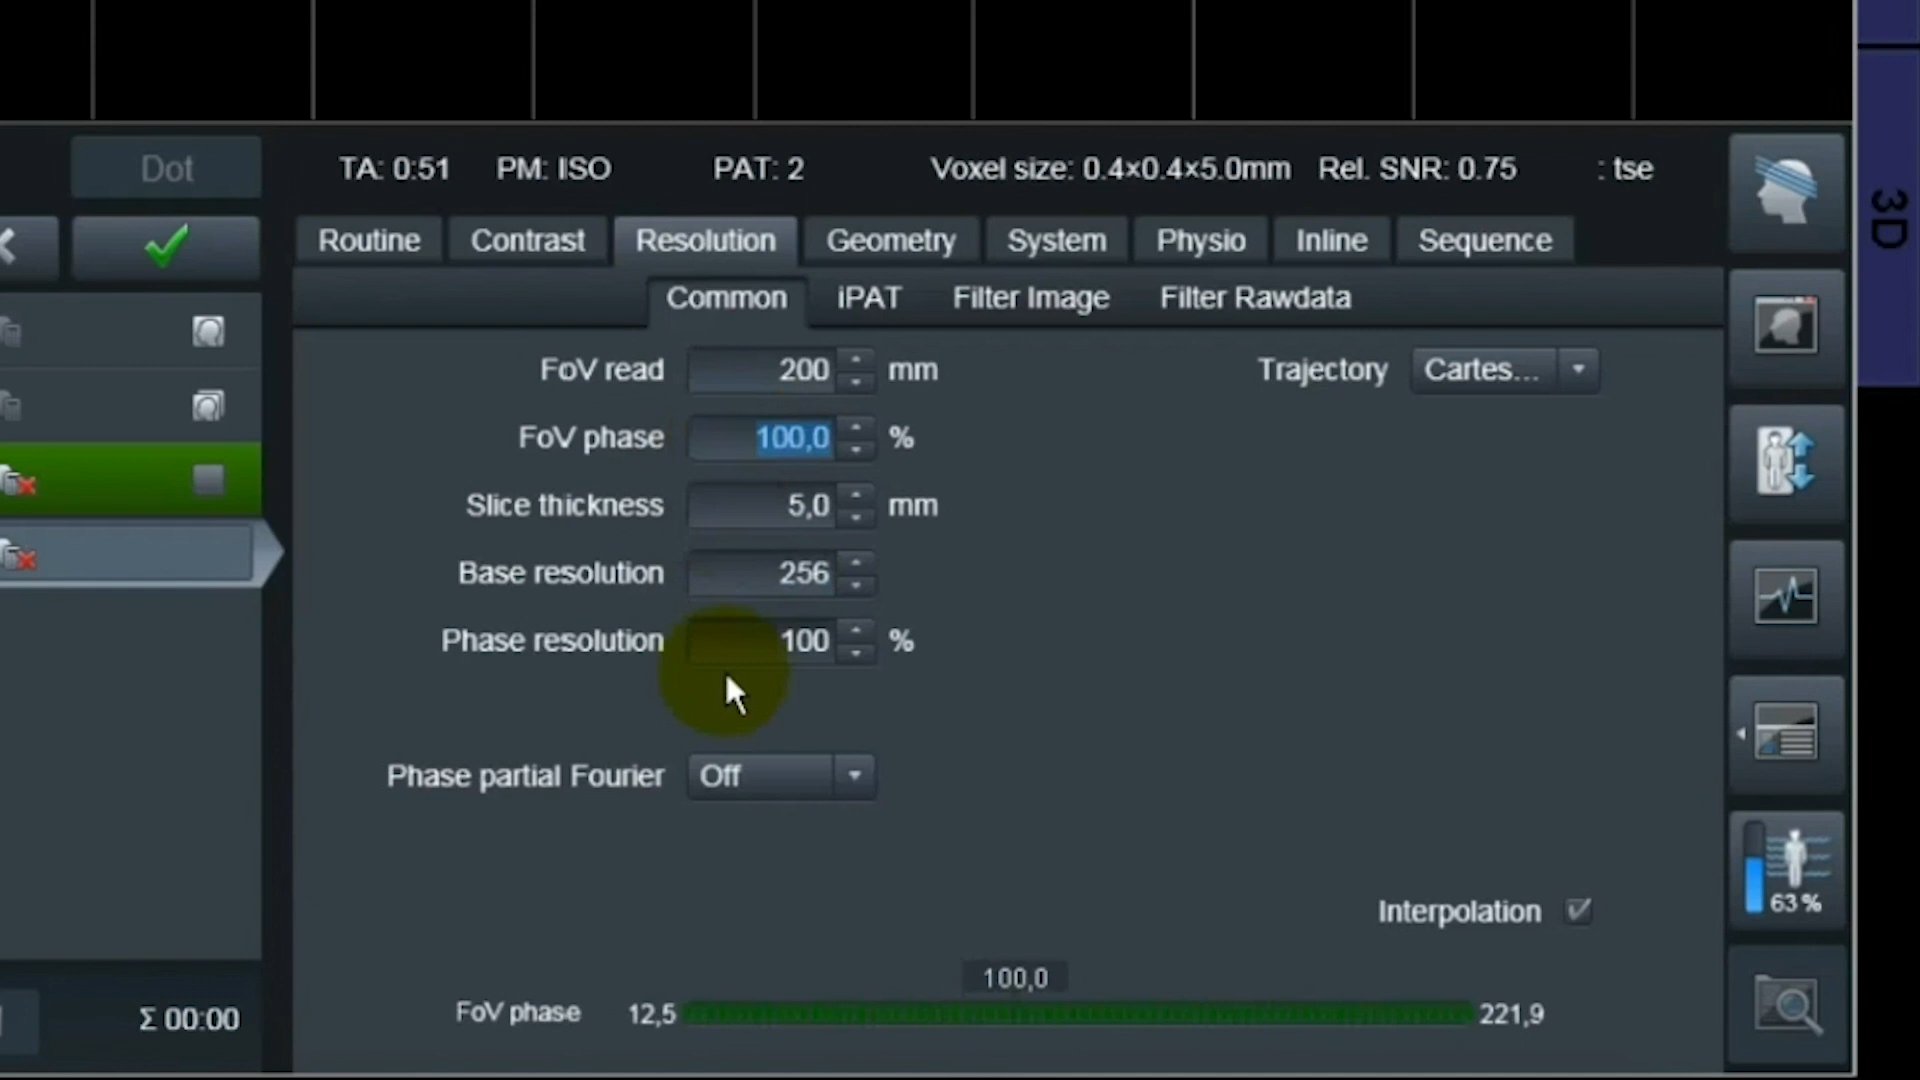 Dot
TA: 0:51 PM: ISO PAT: 2 Voxel size: 0.4×0.4×5.0mm Rel. SNR: 0.75 : tse
3D
Routine Contrast Resolution Geometry System Physio Inline Sequence
Common iPAT Filter Image Filter Rawdata
FoV read 200 mm Trajectory Cartes...
FoV phase 100,0 %
Slice thickness 5,0 mm
Base resolution 256
Phase resolution 100 %
Phase partial Fourier Off
63 %
Interpolation
100,0
FoV phase 12,5 221,9
Σ 00:00